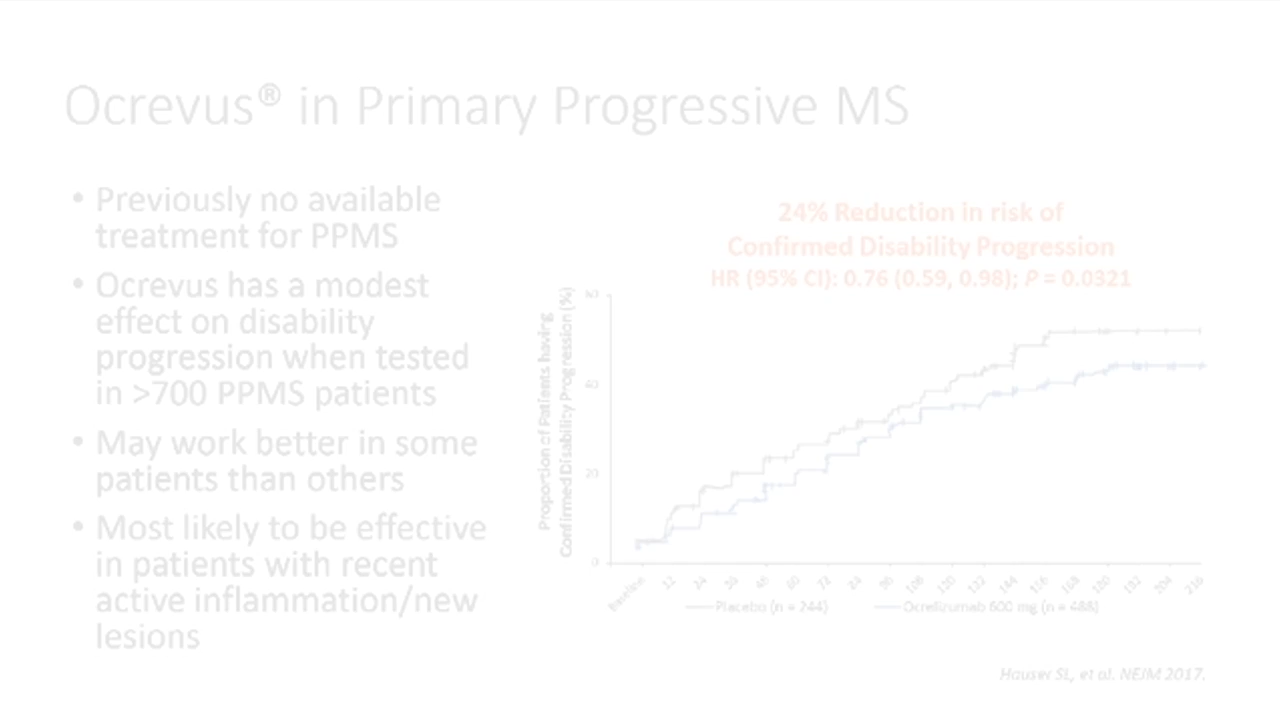 Ocrevus® in Primary Progressive MS
• Previously no available
treatment for PPMS
• Ocrevus has a modest
effect on disability
progression when tested
in >700 PPMS patients
• May work better in some
patients than others
• Most likely to be effective
in patients with recent
active inflammation/new
lesions
24% Reduction in risk of
Confirmed Disability Progression
HR (95% CI): 0.76 (0.59, 0.98); P = 0.0321
Proportion of Patients having
Confirmed Disability Progression (%)
40
20
0
Baseline 12 24 36 48 60 72 84 96 108 120 132 144 156 168 180 192 204 216
Placebo (n = 244) Ocrelizumab 600 mg (n = 488)
Hauser SL, et al. NEJM 2017.